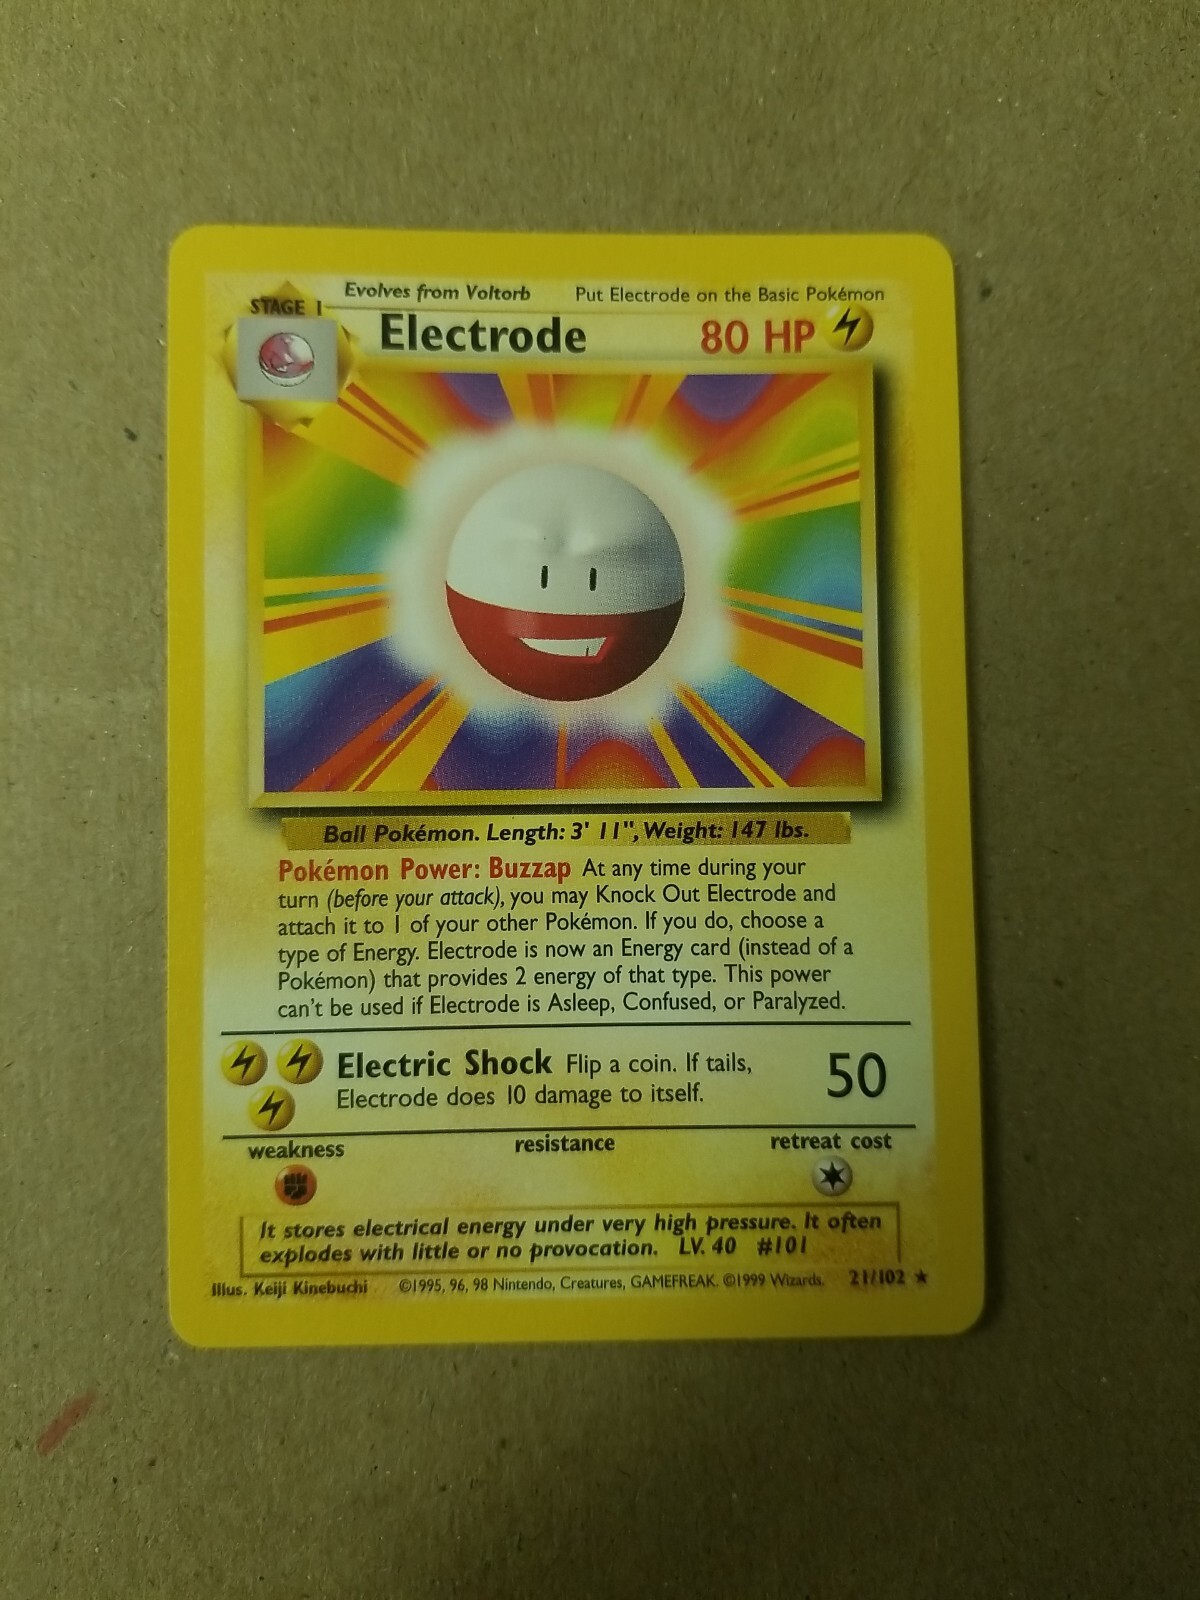 Evolves from Voltorb Put Electrode on the Basic Pokémon
STAGE 1
Electrode 80 HP
Ball Pokémon. Length: 3' 11", Weight: 147 lbs.
Pokémon Power: Buzzap At any time during your
turn (before your attack), you may Knock Out Electrode and
attach it to 1 of your other Pokémon. If you do, choose a
type of Energy. Electrode is now an Energy card (instead of a
Pokémon) that provides 2 energy of that type. This power
can't be used if Electrode is Asleep, Confused, or Paralyzed.
Electric Shock Flip a coin. If tails,
Electrode does 10 damage to itself.
50
weakness resistance retreat cost
It stores electrical energy under very high pressure. It often
explodes with little or no provocation. LV. 40 #101
Illus. Keiji Kinebuchi ©1995, 96, 98 Nintendo, Creatures, GAMEFREAK. ©1999 Wizards. 21/102 ★